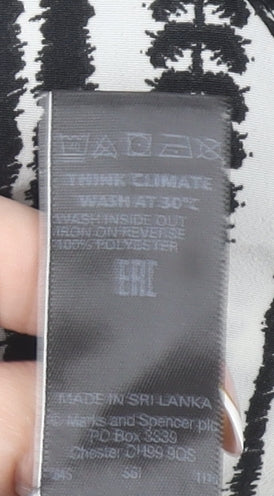 THINK CLIMATE
WASH AT 30°C
WASH INSIDE OUT
IRON ON REVERSE
100% POLYESTER
EAC
MADE IN SRI LANKA
© Marks and Spencer plc
PO Box 3339
Chester CH99 9QS